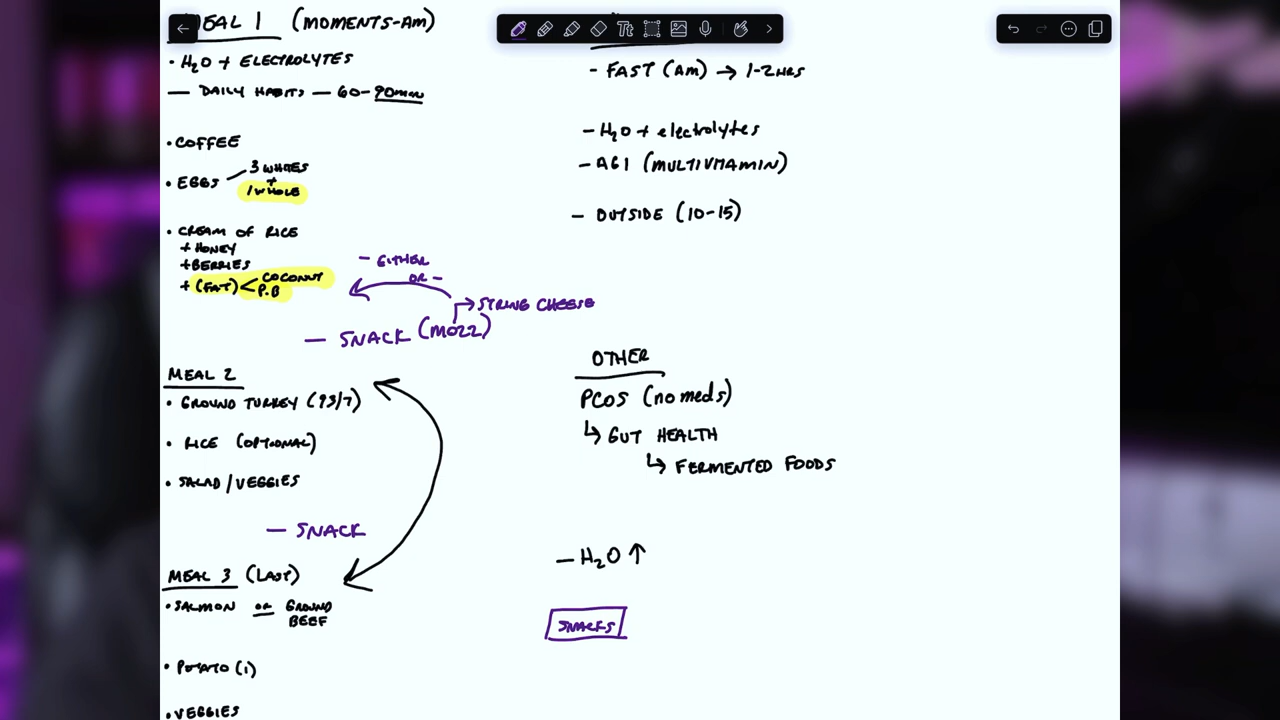 EAL 1 (MOMENTS-AM)
• H2O + ELECTROLYTES
— DAILY HABITS — 60-90min
• COFFEE
• EGGS — 3 WHITES
+
1 WHOLE
• CREAM OF RICE
+ HONEY
+ BERRIES
+ (FAT) < COCONUT
P.B
— EITHER
OR —
→ STRING CHEESE
— SNACK (MOZZ)
MEAL 2
• GROUND TURKEY (93/7)
• RICE (OPTIONAL)
• SALAD/VEGGIES
— SNACK
MEAL 3 (LAST)
• SALMON OR GROUND
BEEF
• POTATO (1)
• VEGGIES
- FAST (AM) → 1-2HRS
- H2O + electrolytes
- AG1 (MULTIVITAMIN)
- OUTSIDE (10-15)
OTHER
PCOS (no meds)
↳ GUT HEALTH
↳ FERMENTED FOODS
— H2O ↑
SNACKS
Tt